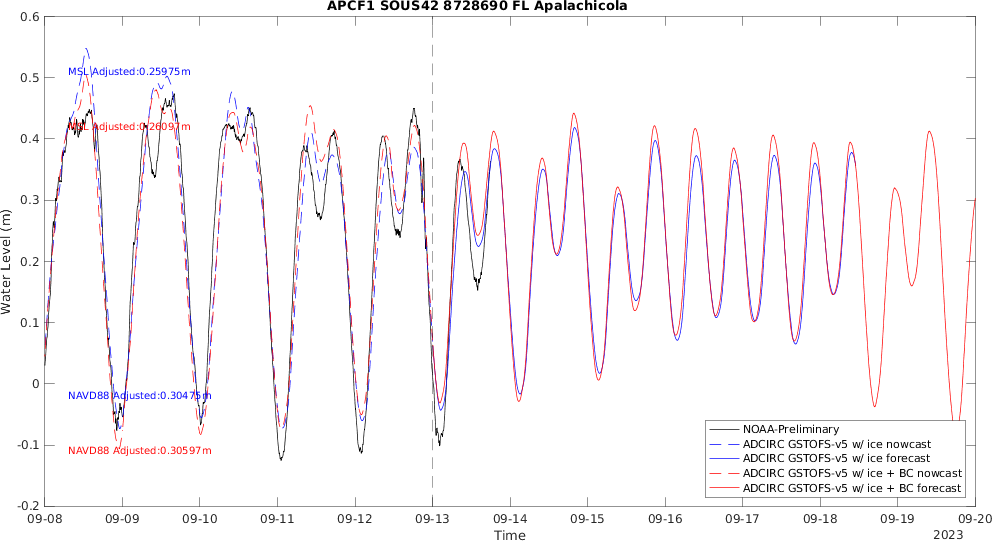 APCF1 SOUS42 8728690 FL Apalachicola
Water Level (m)
0.6
0.5
0.4
0.3
0.2
0.1
0
-0.1
-0.2
MSL Adjusted:0.25975m
MSL Adjusted:0.26097m
NAVD88 Adjusted:0.30475m
NAVD88 Adjusted:0.30597m
NOAA-Preliminary
ADCIRC GSTOFS-v5 w/ ice nowcast
ADCIRC GSTOFS-v5 w/ ice forecast
ADCIRC GSTOFS-v5 w/ ice + BC nowcast
ADCIRC GSTOFS-v5 w/ ice + BC forecast
09-08 09-09 09-10 09-11 09-12 09-13 09-14 09-15 09-16 09-17 09-18 09-19 09-20
Time
2023